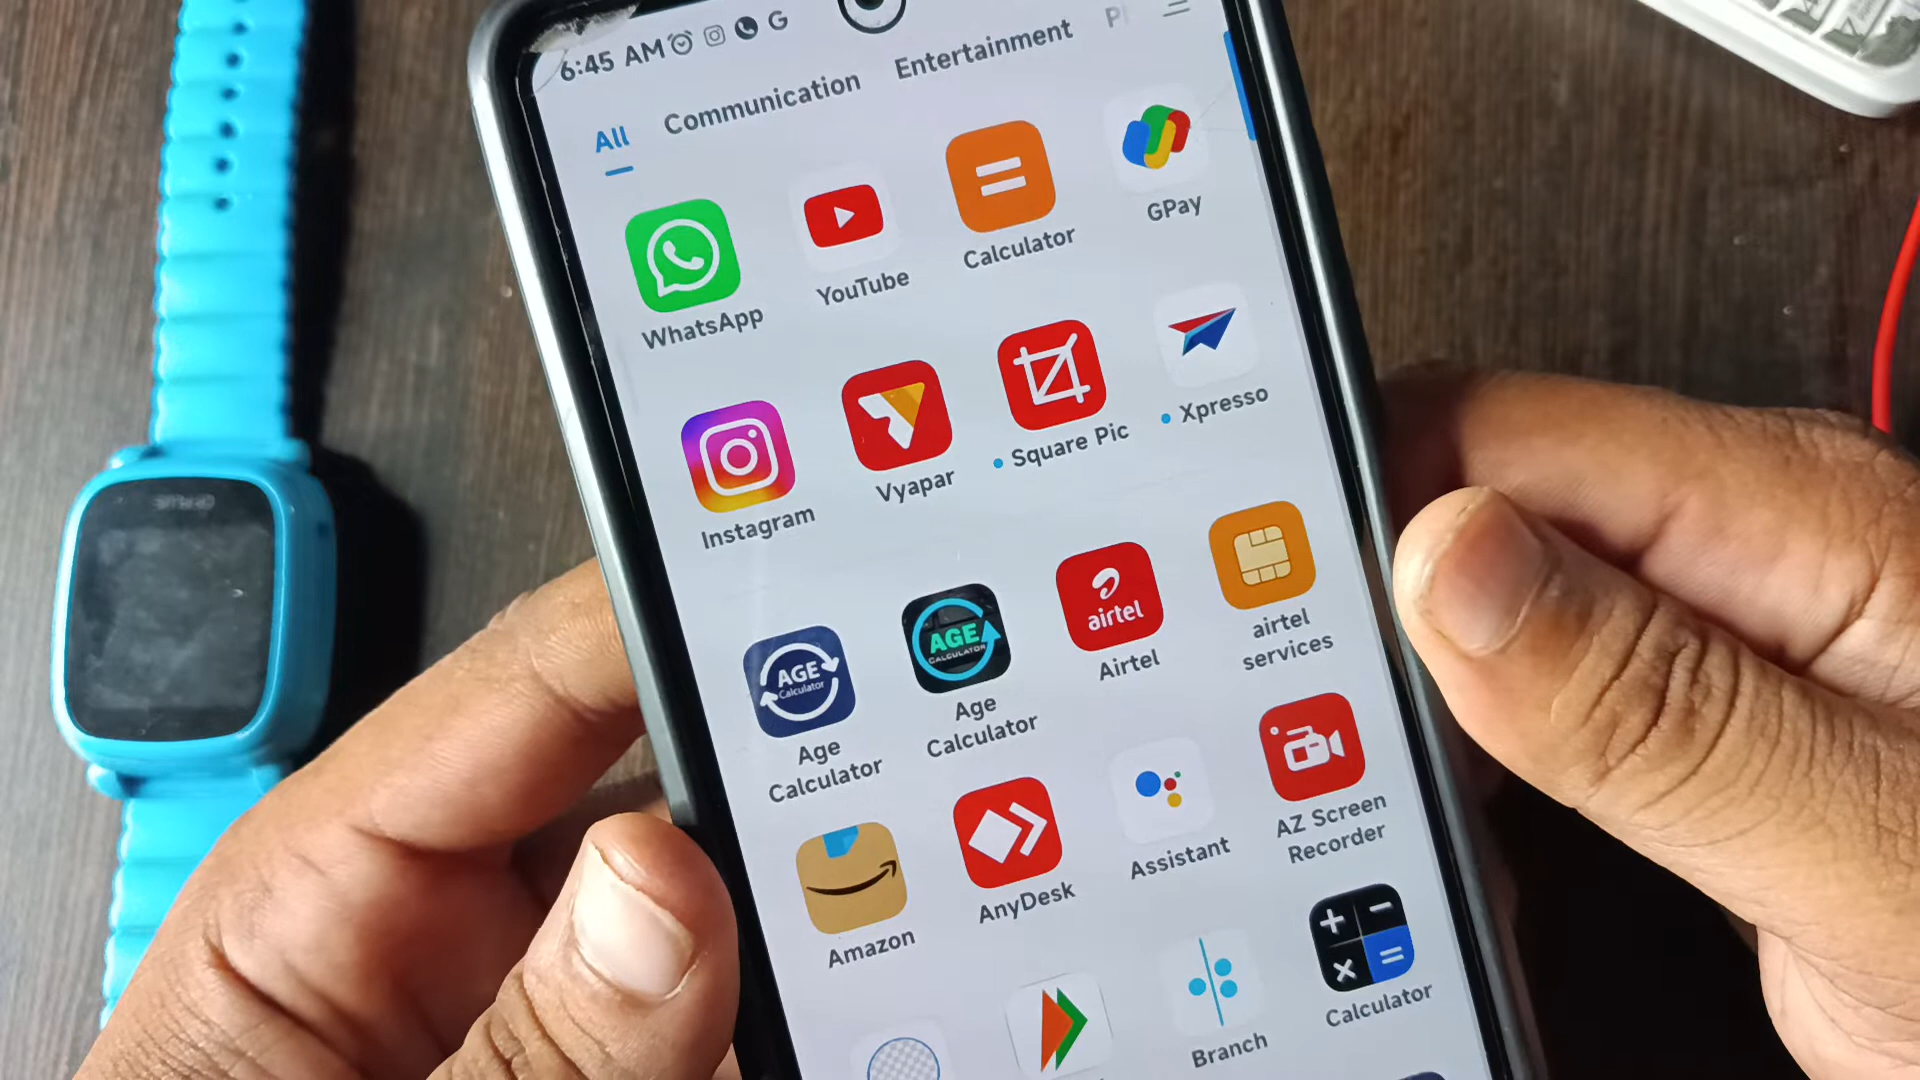 6:45 AM
All
Communication
Entertainment
WhatsApp
YouTube
Calculator
GPay
Instagram
Vyapar
Square Pic
Xpresso
AGE
Calculator
Age
Calculator
AGE
CALCULATOR
Age
Calculator
airtel
Airtel
airtel
services
Amazon
AnyDesk
Assistant
AZ Screen
Recorder
Branch
Calculator